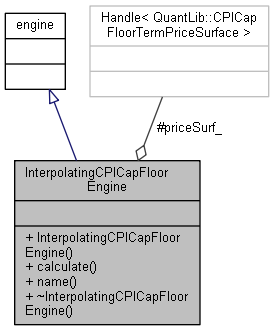 engine
Handle< QuantLib::CPICap
FloorTermPriceSurface >
#priceSurf_
InterpolatingCPICapFloor
Engine
+ InterpolatingCPICapFloor
Engine()
+ calculate()
+ name()
+ ~InterpolatingCPICapFloor
Engine()